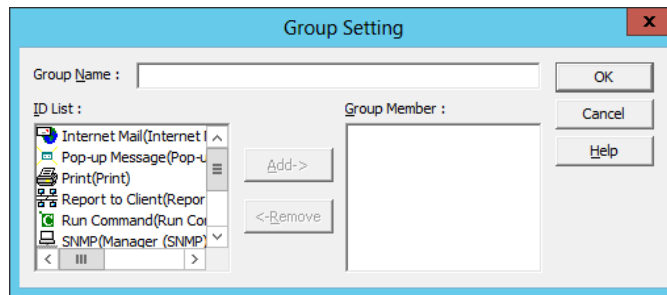 Group Setting
x
Group Name :
OK
ID List :
Group Member :
Cancel
Internet Mail(Internet
Pop-up Message(Pop-u
Add->
Help
Print(Print)
Report to Client(Repor
<-Remove
Run Command(Run Co
SNMP(Manager (SNMP)